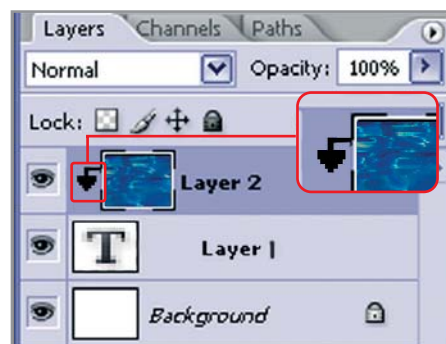 Layers Channels Paths
Normal Opacity: 100%
Lock:
Layer 2
T Layer 1
Background